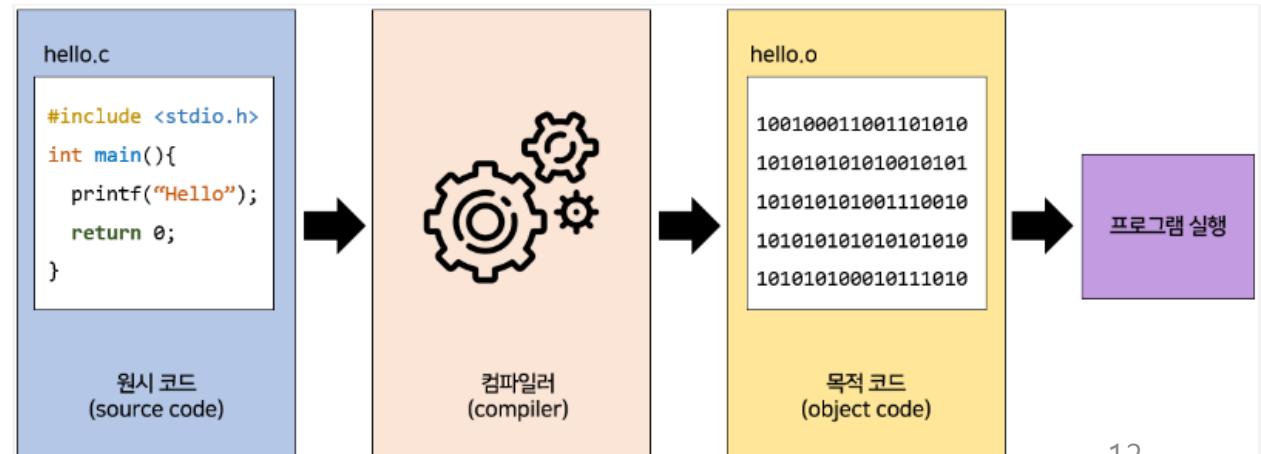 hello.c
#include <stdio.h>
int main(){
printf(“Hello”);
return 0;
}
원시 코드
(source code)
컴파일러
(compiler)
hello.o
100100011001101010
101010101010010101
101010101001110010
101010101010101010
101010100010111010
목적 코드
(object code)
프로그램 실행